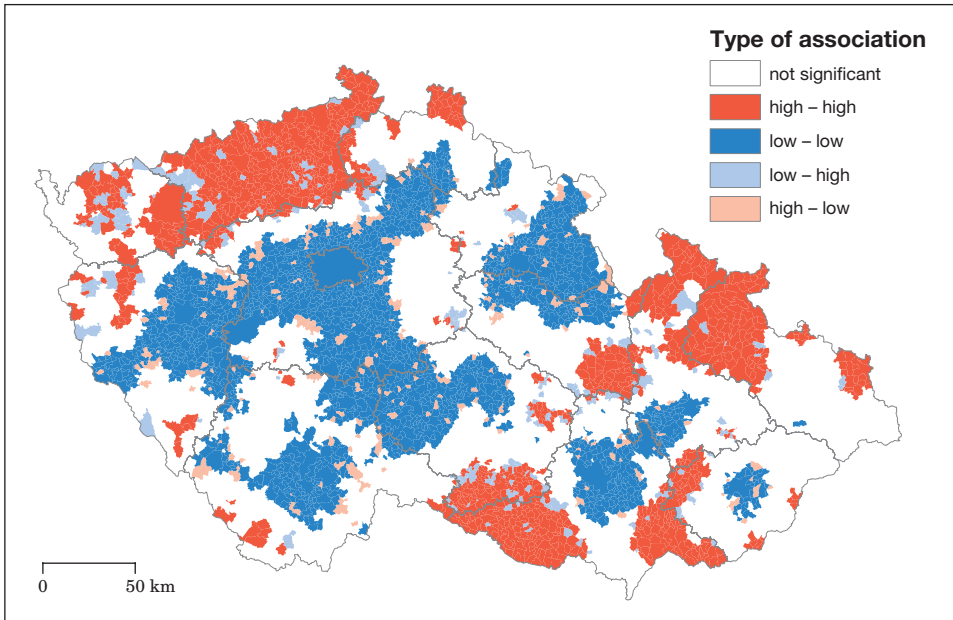 Type of association
not significant
high – high
low – low
low – high
high – low
0 50 km